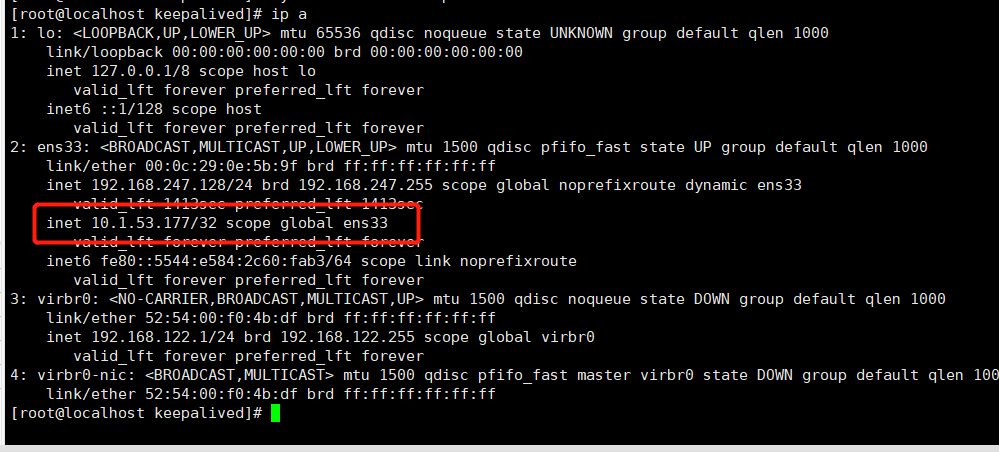 [root@localhost keepalived]# ip a
1: lo: <LOOPBACK,UP,LOWER_UP> mtu 65536 qdisc noqueue state UNKNOWN group default qlen 1000
    link/loopback 00:00:00:00:00:00 brd 00:00:00:00:00:00
    inet 127.0.0.1/8 scope host lo
       valid_lft forever preferred_lft forever
    inet6 ::1/128 scope host
       valid_lft forever preferred_lft forever
2: ens33: <BROADCAST,MULTICAST,UP,LOWER_UP> mtu 1500 qdisc pfifo_fast state UP group default qlen 1000
    link/ether 00:0c:29:0e:5b:9f brd ff:ff:ff:ff:ff:ff
    inet 192.168.247.128/24 brd 192.168.247.255 scope global noprefixroute dynamic ens33
       valid_lft 1413sec preferred_lft 1413sec
    inet 10.1.53.177/32 scope global ens33
       valid_lft forever preferred_lft forever
    inet6 fe80::5544:e584:2c60:fab3/64 scope link noprefixroute
       valid_lft forever preferred_lft forever
3: virbr0: <NO-CARRIER,BROADCAST,MULTICAST,UP> mtu 1500 qdisc noqueue state DOWN group default qlen 1000
    link/ether 52:54:00:f0:4b:df brd ff:ff:ff:ff:ff:ff
    inet 192.168.122.1/24 brd 192.168.122.255 scope global virbr0
       valid_lft forever preferred_lft forever
4: virbr0-nic: <BROADCAST,MULTICAST> mtu 1500 qdisc pfifo_fast master virbr0 state DOWN group default qlen 100
    link/ether 52:54:00:f0:4b:df brd ff:ff:ff:ff:ff:ff
[root@localhost keepalived]#